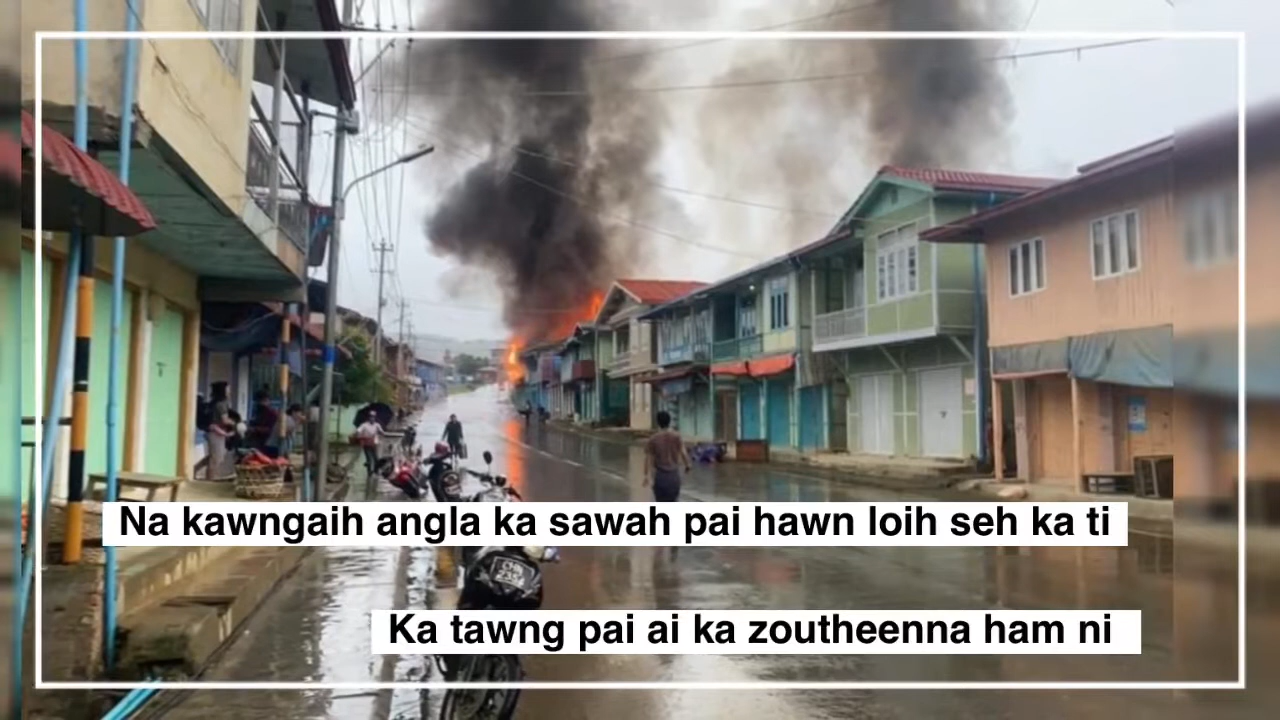 Na kawngaih angla ka sawah pai hawn loih seh ka ti
Ka tawng pai ai ka zoutheenna ham ni